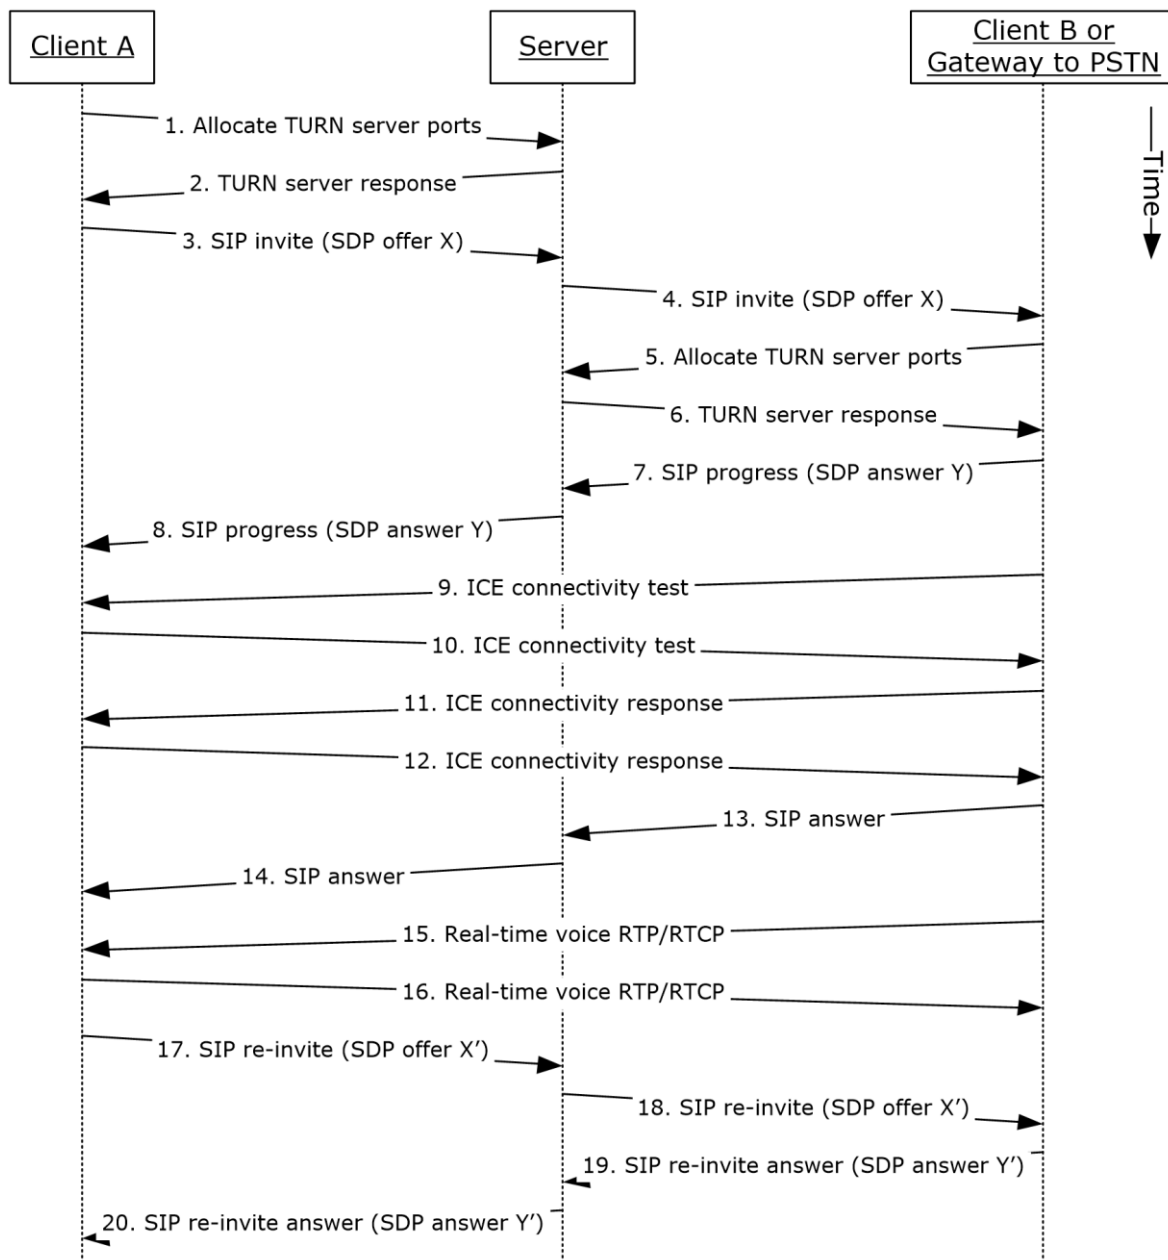 Client A
Server
Client B or
Gateway to PSTN
Time
1. Allocate TURN server ports
2. TURN server response
3. SIP invite (SDP offer X)
4. SIP invite (SDP offer X)
5. Allocate TURN server ports
6. TURN server response
7. SIP progress (SDP answer Y)
8. SIP progress (SDP answer Y)
9. ICE connectivity test
10. ICE connectivity test
11. ICE connectivity response
12. ICE connectivity response
13. SIP answer
14. SIP answer
15. Real-time voice RTP/RTCP
16. Real-time voice RTP/RTCP
17. SIP re-invite (SDP offer X’)
18. SIP re-invite (SDP offer X’)
19. SIP re-invite answer (SDP answer Y’)
20. SIP re-invite answer (SDP answer Y’)